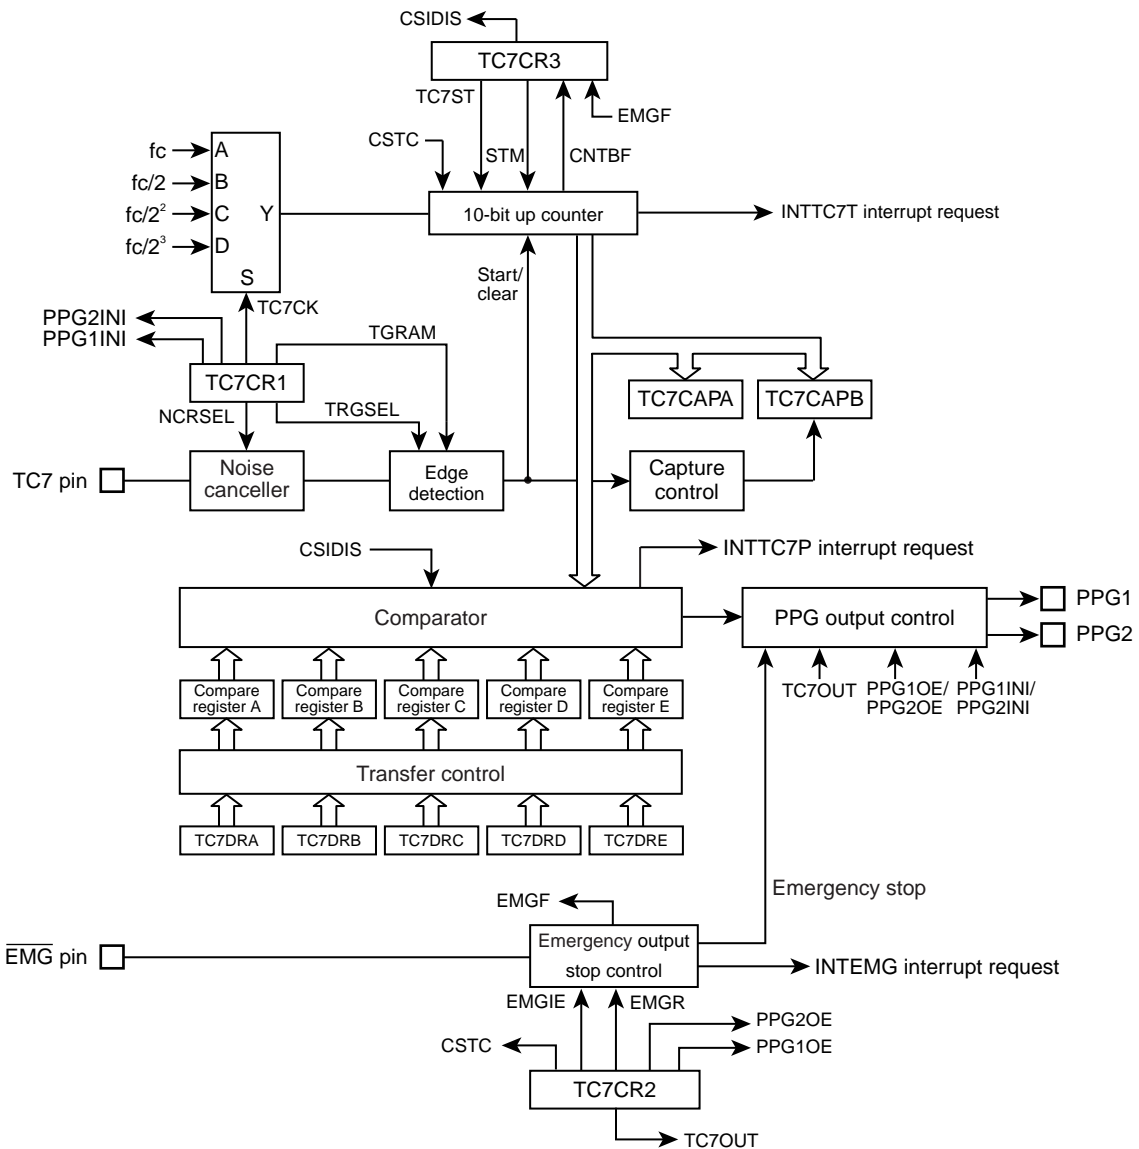 CSIDIS
TC7CR3
TC7ST
EMGF
CSTC
STM
CNTBF
fc
A
fc/2
B
fc/2²
C
Y
fc/2³
D
S
10-bit up counter
INTTC7T interrupt request
Start/
clear
TC7CK
PPG2INI
PPG1INI
TGRAM
TC7CR1
TC7CAPA
TC7CAPB
NCRSEL
TRGSEL
TC7 pin
Noise
canceller
Edge
detection
Capture
control
CSIDIS
INTTC7P interrupt request
Comparator
PPG output control
PPG1
PPG2
TC7OUT
PPG1OE/
PPG2OE
PPG1INI/
PPG2INI
Compare
register A
Compare
register B
Compare
register C
Compare
register D
Compare
register E
Transfer control
TC7DRA
TC7DRB
TC7DRC
TC7DRD
TC7DRE
Emergency stop
EMGF
EMG pin
Emergency output
stop control
INTEMG interrupt request
EMGIE
EMGR
PPG2OE
CSTC
PPG1OE
TC7CR2
TC7OUT